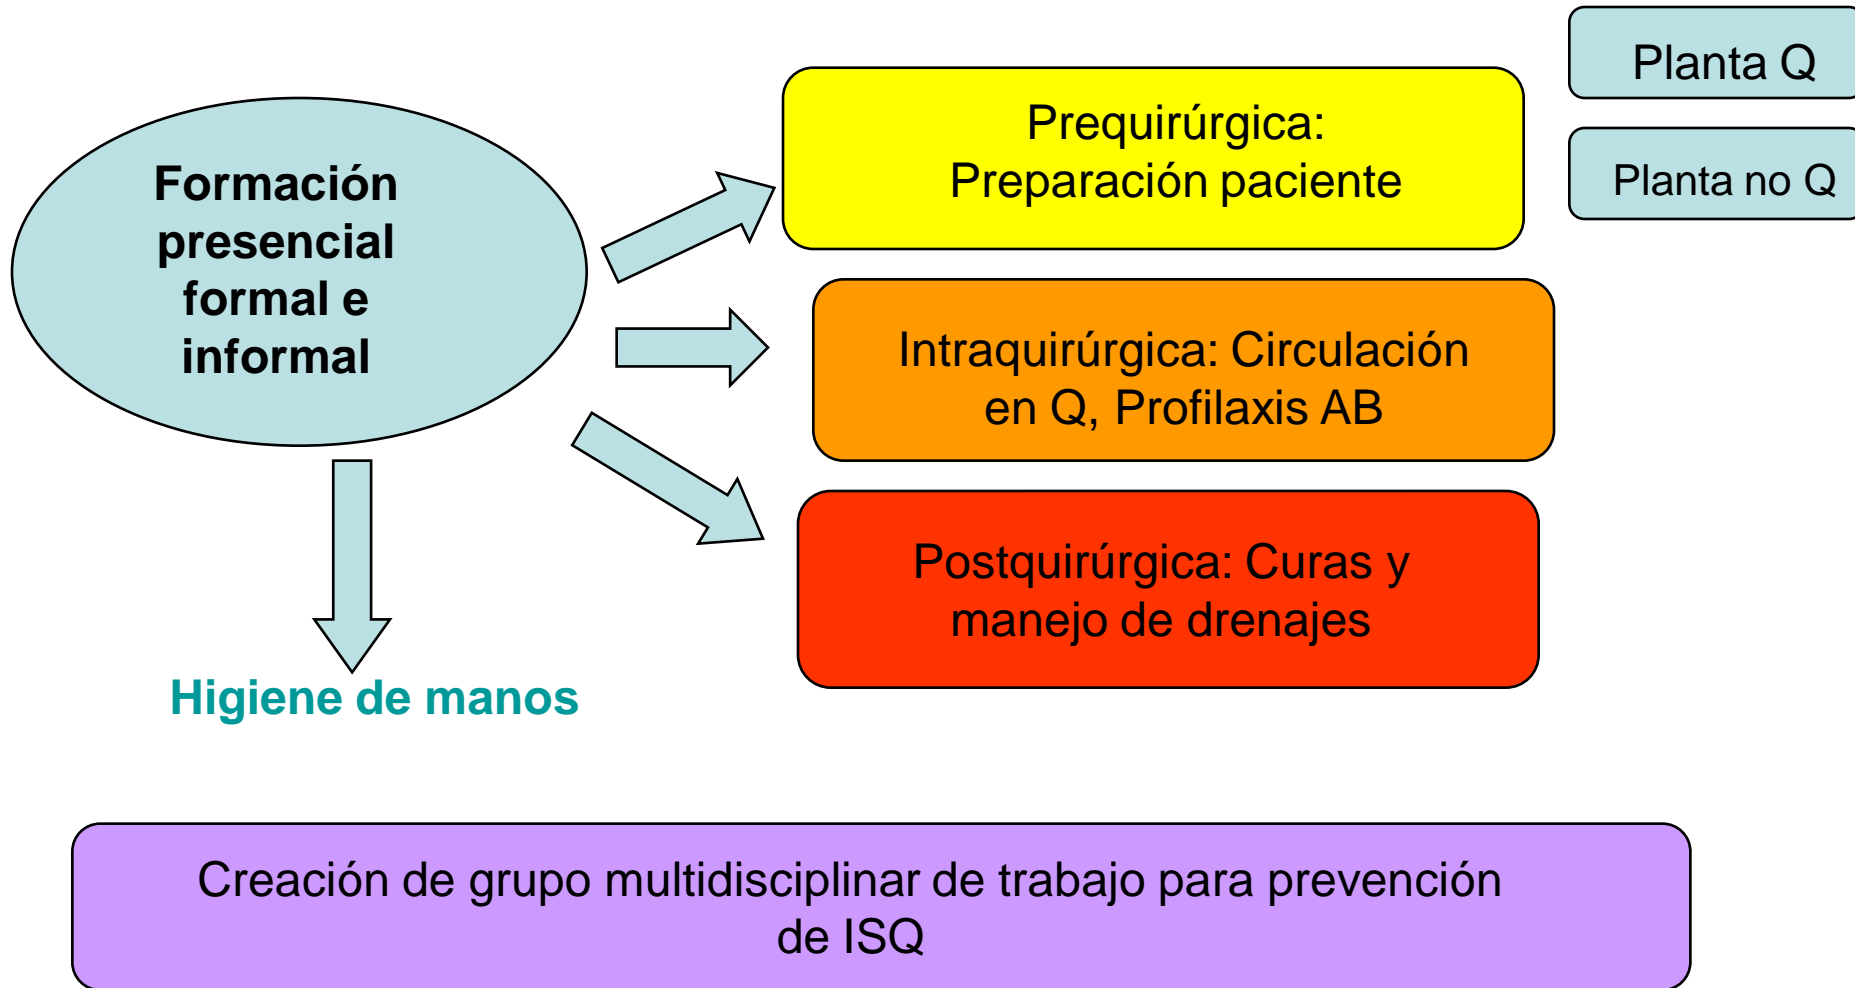 Formación
presencial
formal e
informal
Higiene de manos
Prequirúrgica:
Preparación paciente
Planta Q
Planta no Q
Intraquirúrgica: Circulación
en Q, Profilaxis AB
Postquirúrgica: Curas y
manejo de drenajes
Creación de grupo multidisciplinar de trabajo para prevención
de ISQ